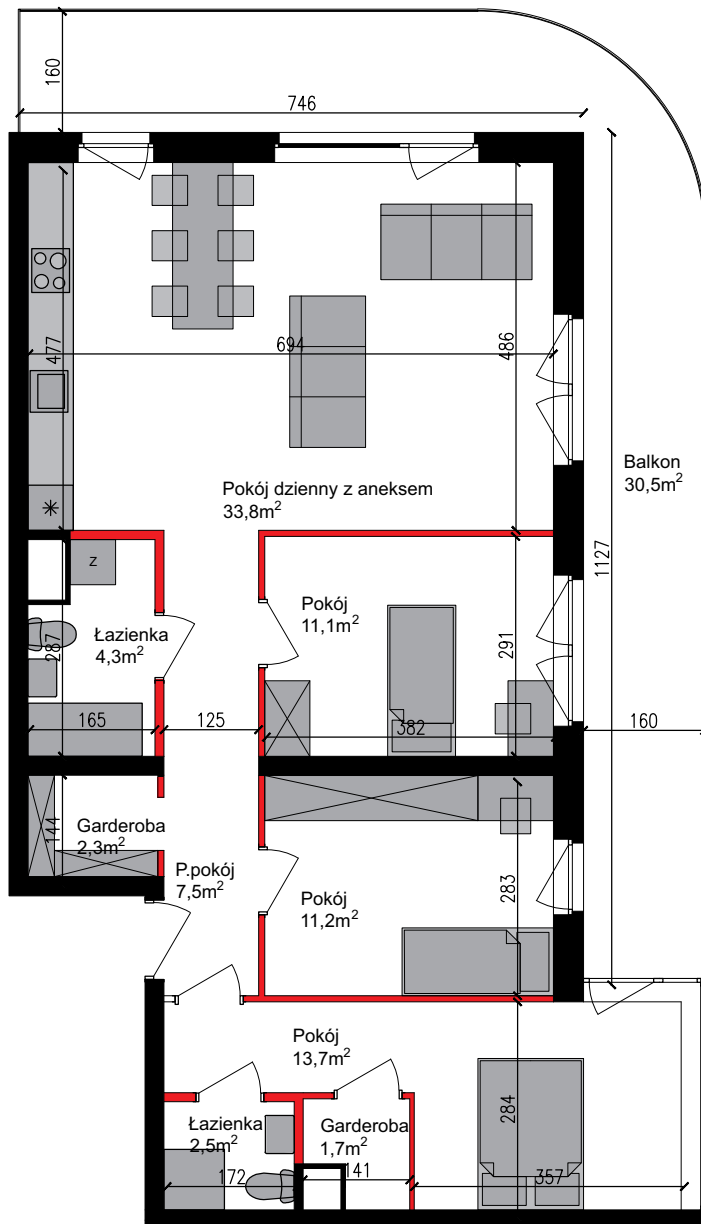 160
746
477
694
486
Balkon
30,5m²
Pokój dzienny z aneksem
33,8m²
1127
z
Łazienka
4,3m²
287
Pokój
11,1m²
291
165
125
382
160
144
Garderoba
2,3m²
P.pokój
7,5m²
Pokój
11,2m²
283
Pokój
13,7m²
284
Łazienka
2,5m²
Garderoba
1,7m²
172
141
357